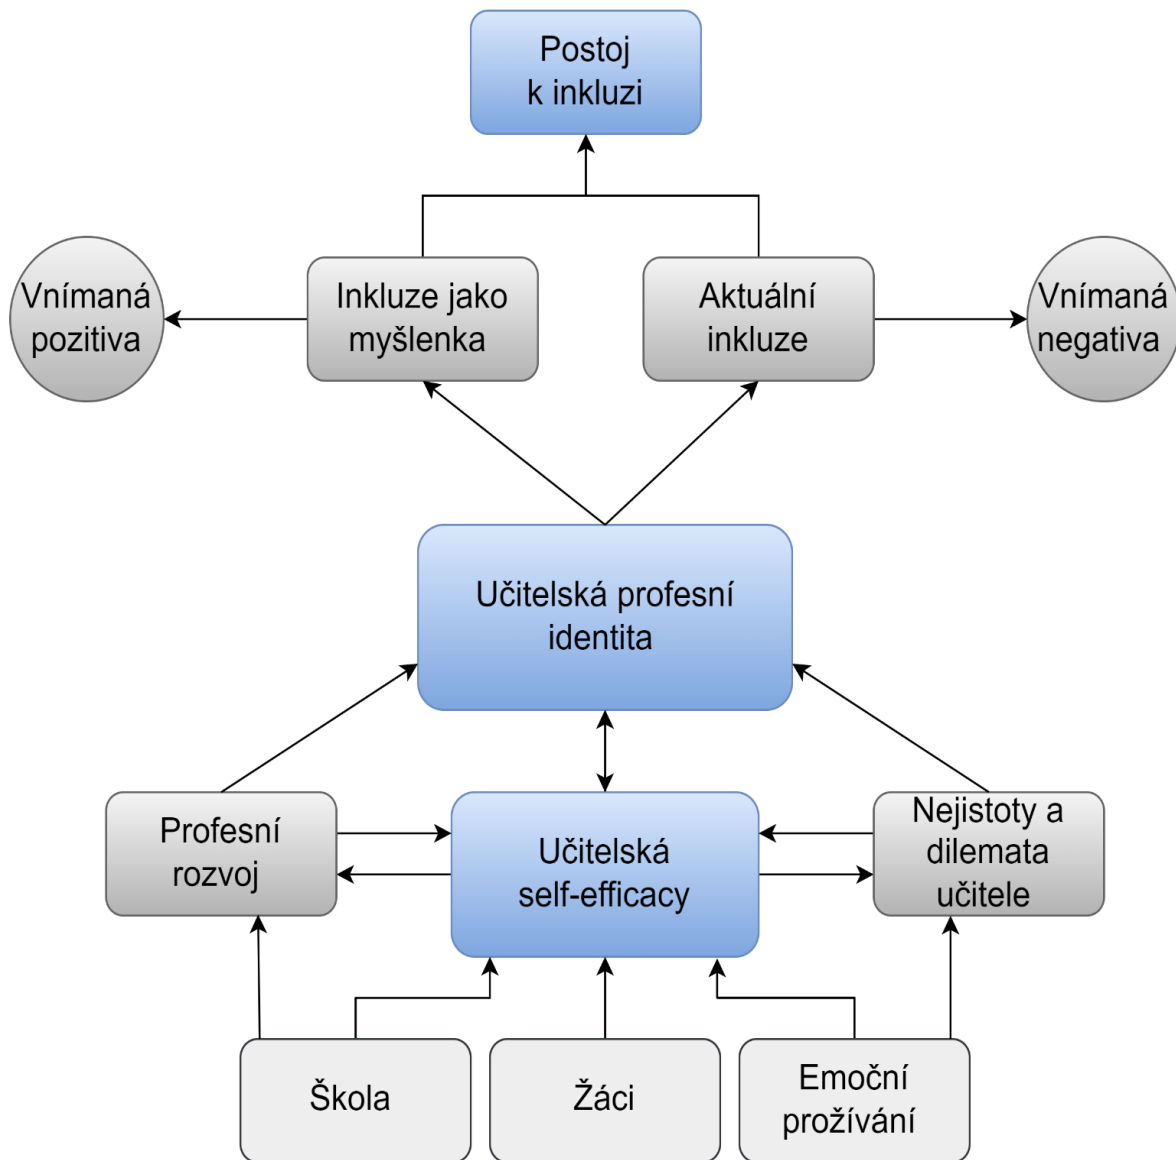 Postoj
k inkluzi
Vnímaná
pozitiva
Inkluze jako
myšlenka
Aktuální
inkluze
Vnímaná
negativa
Učitelská profesní
identita
Profesní
rozvoj
Učitelská
self-efficacy
Nejistoty a
dilemata
učitele
Škola
Žáci
Emoční
prožívání